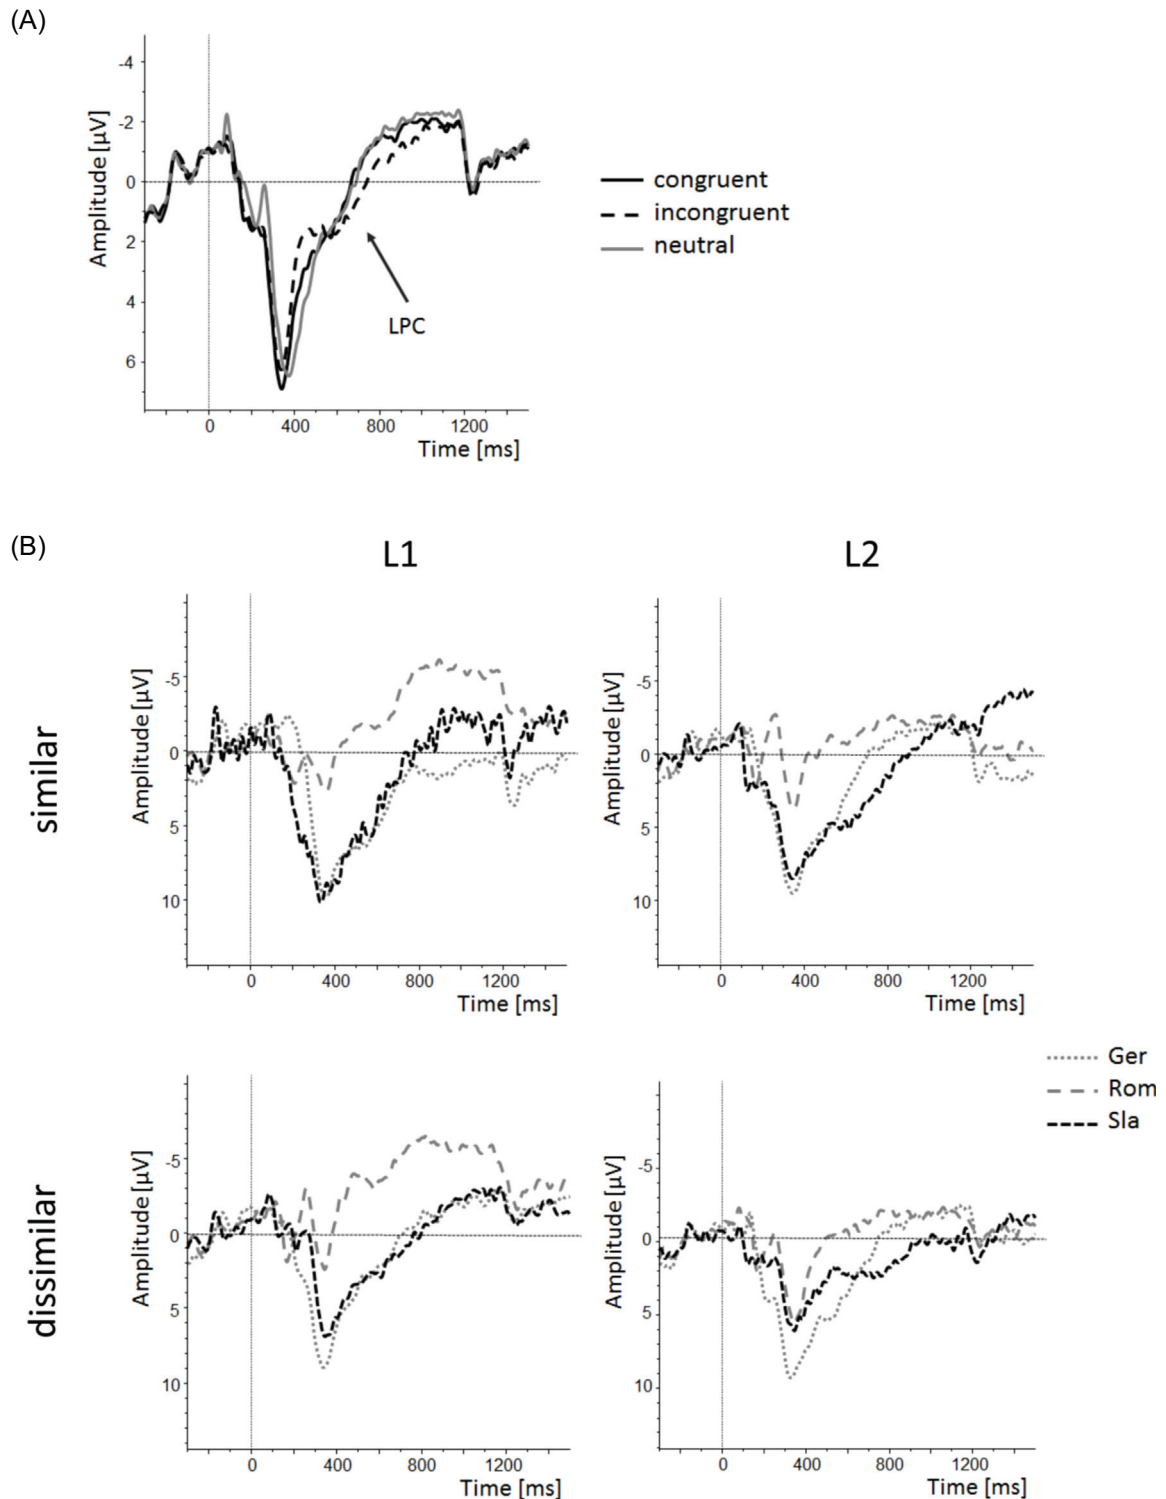 (A)
-4
-2
0
2
4
6
Amplitude [µV]
0 400 800 1200
Time [ms]
LPC
congruent
incongruent
neutral
(B)
L1 L2
similar
-5
0
5
10
Amplitude [µV]
0 400 800 1200
Time [ms]
-5
0
5
10
Amplitude [µV]
0 400 800 1200
Time [ms]
Ger
Rom
Sla
dissimilar
-5
0
5
10
Amplitude [µV]
0 400 800 1200
Time [ms]
-5
0
5
10
Amplitude [µV]
0 400 800 1200
Time [ms]